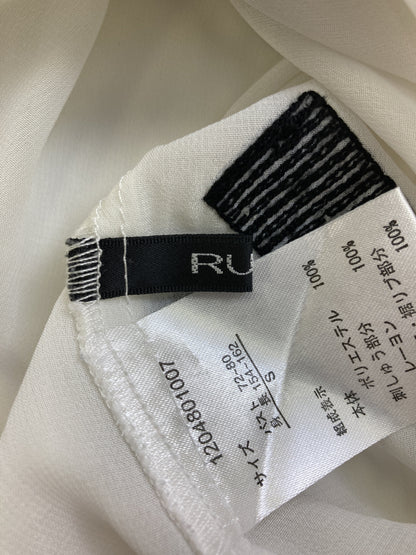 RU
1204801007
サイズ
バスト 72-80
身長 154-162
S
組成表示
本体
ポリエステル 100%
刺しゅう部分
レーヨン 100%
裾リブ部分
100%